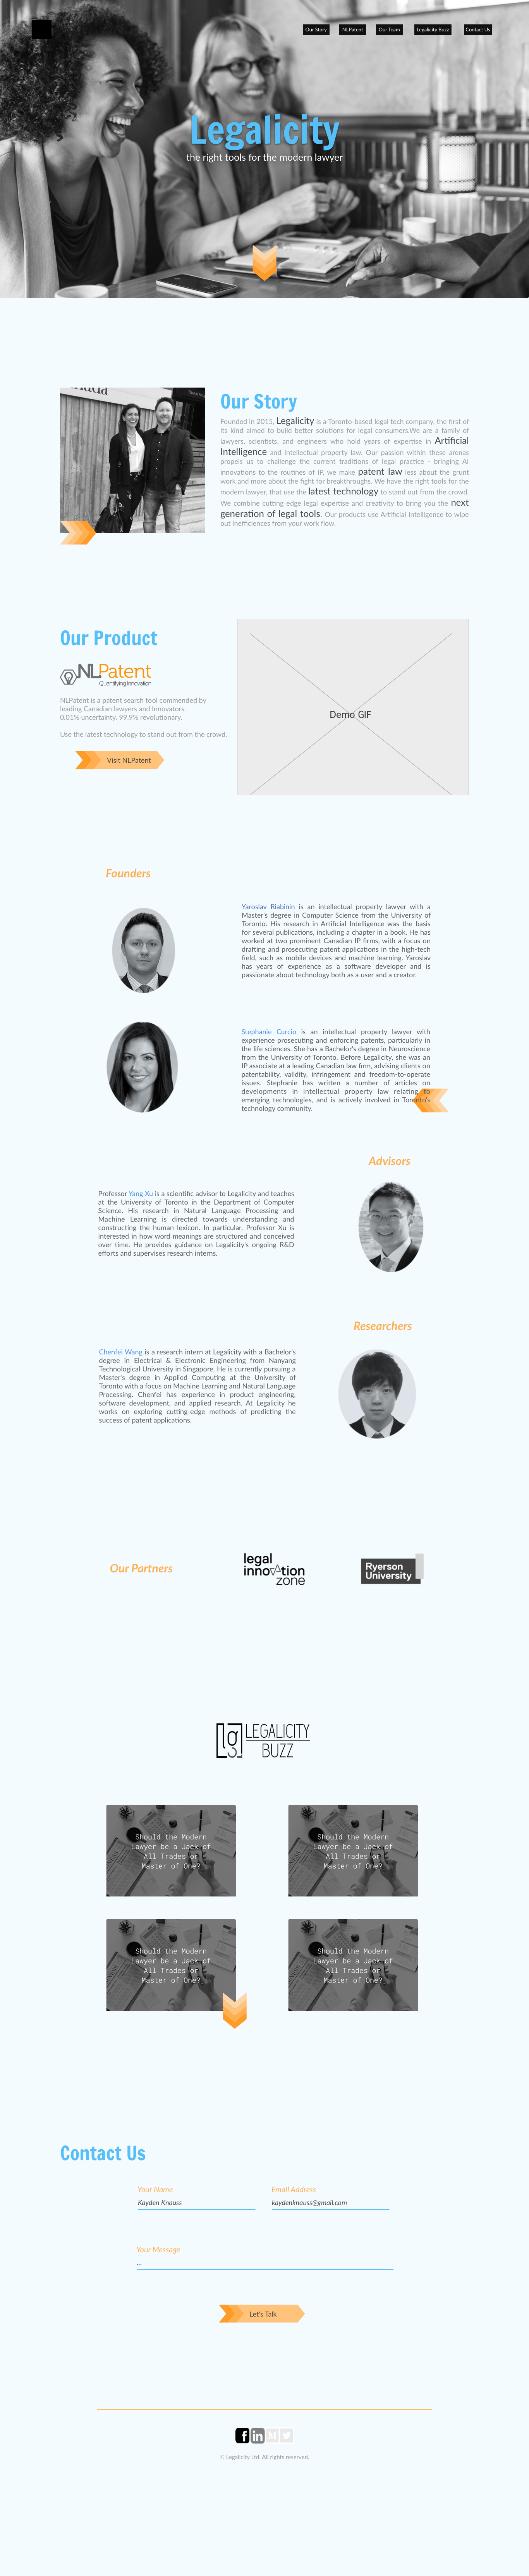 Our Story
NLPatent
Our Team
Legalicity Buzz
Contact Us
Legalicity
the right tools for the modern lawyer
Our Story
Founded in 2015, Legalicity is a Toronto-based legal tech company, the first of
its kind aimed to build better solutions for legal consumers.We are a family of
lawyers, scientists, and engineers who hold years of expertise in Artificial
Intelligence and intellectual property law. Our passion within these arenas
propels us to challenge the current traditions of legal practice - bringing AI
innovations to the routines of IP, we make patent law less about the grunt
work and more about the fight for breakthroughs. We have the right tools for the
modern lawyer, that use the latest technology to stand out from the crowd.
We combine cutting edge legal expertise and creativity to bring you the next
generation of legal tools. Our products use Artificial Intelligence to wipe
out inefficiencies from your work flow.
Our Product
NLPatent
Quantifying Innovation
NLPatent is a patent search tool commended by
leading Canadian lawyers and Innovators.
0.01% uncertainty. 99.9% revolutionary.
Use the latest technology to stand out from the crowd.
Visit NLPatent
Demo GIF
Founders
Yaroslav Riabinin is an intellectual property lawyer with a
Master's degree in Computer Science from the University of
Toronto. His research in Artificial Intelligence was the basis
for several publications, including a chapter in a book. He has
worked at two prominent Canadian IP firms, with a focus on
drafting and prosecuting patent applications in the high-tech
field, such as mobile devices and machine learning. Yaroslav
has years of experience as a software developer and is
passionate about technology both as a user and a creator.
Stephanie Curcio is an intellectual property lawyer with
experience prosecuting and enforcing patents, particularly in
the life sciences. She has a Bachelor's degree in Neuroscience
from the University of Toronto. Before Legalicity, she was an
IP associate at a leading Canadian law firm, advising clients on
patentability, validity, infringement and freedom-to-operate
issues. Stephanie has written a number of articles on
developments in intellectual property law relating to
emerging technologies, and is actively involved in Toronto's
technology community.
Advisors
Professor Yang Xu is a scientific advisor to Legalicity and teaches
at the University of Toronto in the Department of Computer
Science. His research in Natural Language Processing and
Machine Learning is directed towards understanding and
constructing the human lexicon. In particular, Professor Xu is
interested in how word meanings are structured and conceived
over time. He provides guidance on Legalicity's ongoing R&D
efforts and supervises research interns.
Researchers
Chenfei Wang is a research intern at Legalicity with a Bachelor's
degree in Electrical & Electronic Engineering from Nanyang
Technological University in Singapore. He is currently pursuing a
Master's degree in Applied Computing at the University of
Toronto with a focus on Machine Learning and Natural Language
Processing. Chenfei has experience in product engineering,
software development, and applied research. At Legalicity he
works on exploring cutting-edge methods of predicting the
success of patent applications.
Our Partners
legal
innovation
zone
Ryerson
University
LEGALICITY
BUZZ
Should the Modern
Lawyer be a Jack of
All Trades or
Master of One?
Should the Modern
Lawyer be a Jack of
All Trades or
Master of One?
Should the Modern
Lawyer be a Jack of
All Trades or
Master of One?
Should the Modern
Lawyer be a Jack of
All Trades or
Master of One?
Contact Us
Your Name
Email Address
Kayden Knauss
kaydenknauss@gmail.com
Your Message
Let's Talk
© Legalicity Ltd. All rights reserved.